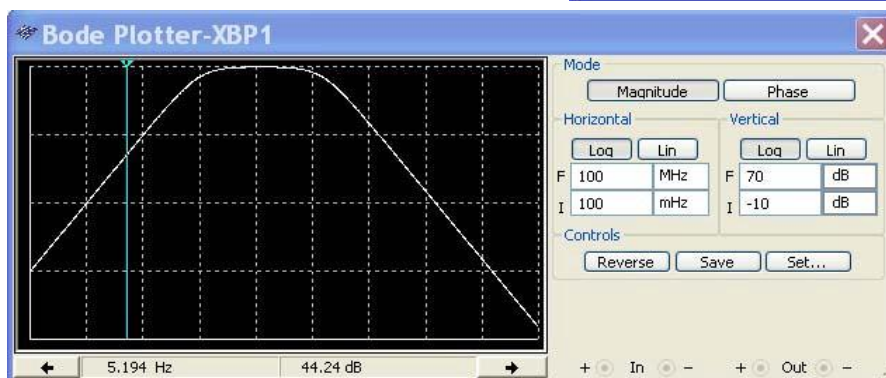 Bode Plotter-XBP1
Mode
Magnitude Phase
Horizontal Vertical
Log Lin Log Lin
F 100 MHz F 70 dB
I 100 mHz I -10 dB
Controls
Reverse Save Set...
5.194 Hz 44.24 dB
+ In - + Out -